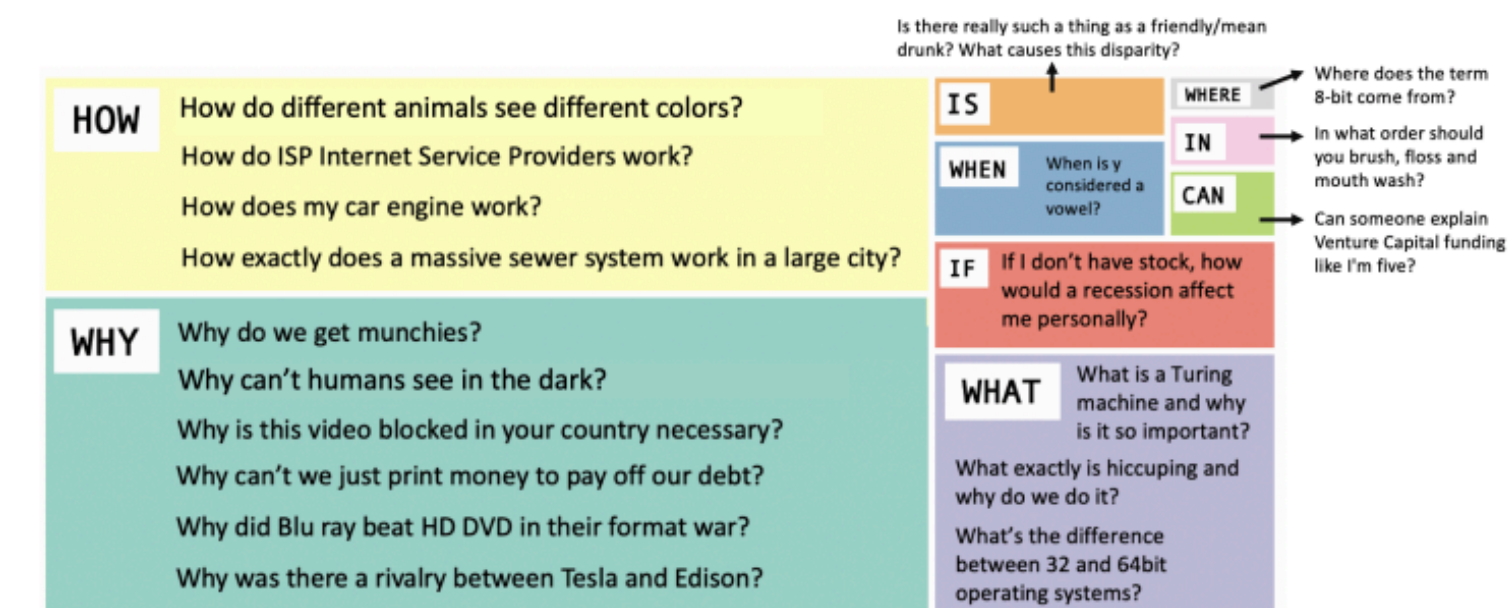 Is there really such a thing as a friendly/mean
drunk? What causes this disparity?
HOW
How do different animals see different colors?
How do ISP Internet Service Providers work?
How does my car engine work?
How exactly does a massive sewer system work in a large city?
WHY
Why do we get munchies?
Why can't humans see in the dark?
Why is this video blocked in your country necessary?
Why can't we just print money to pay off our debt?
Why did Blu ray beat HD DVD in their format war?
Why was there a rivalry between Tesla and Edison?
IS
WHEN
When is y
considered a
vowel?
WHERE
Where does the term
8-bit come from?
IN
In what order should
you brush, floss and
mouth wash?
CAN
Can someone explain
Venture Capital funding
like I'm five?
IF
If I don't have stock, how
would a recession affect
me personally?
WHAT
What is a Turing
machine and why
is it so important?
What exactly is hiccuping and
why do we do it?
What's the difference
between 32 and 64bit
operating systems?